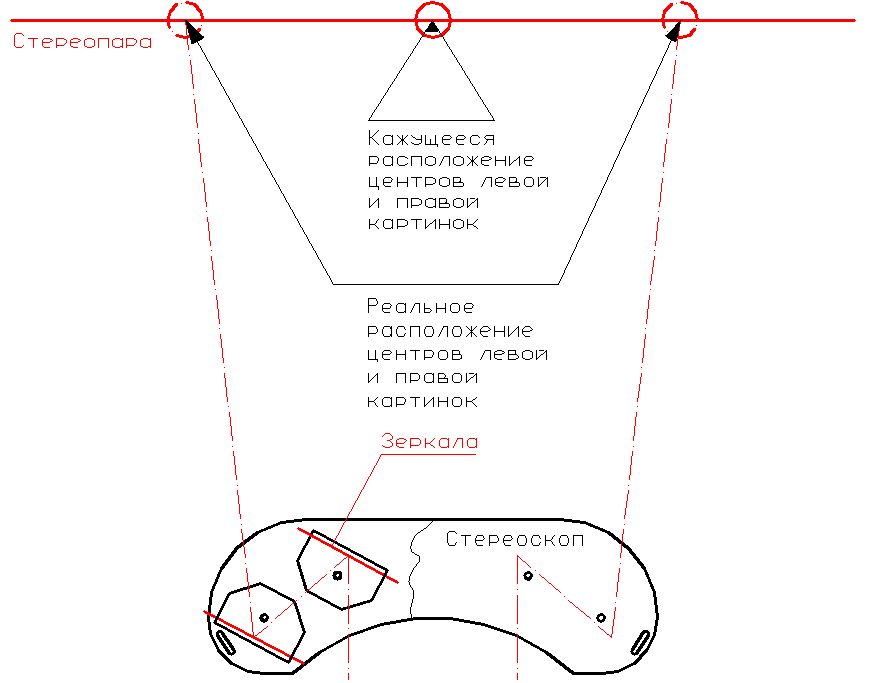 Стереопара
Кажущееся
расположение
центров левой
и правой
картинок
Реальное
расположение
центров левой
и правой
картинок
Зеркала
Стереоскоп